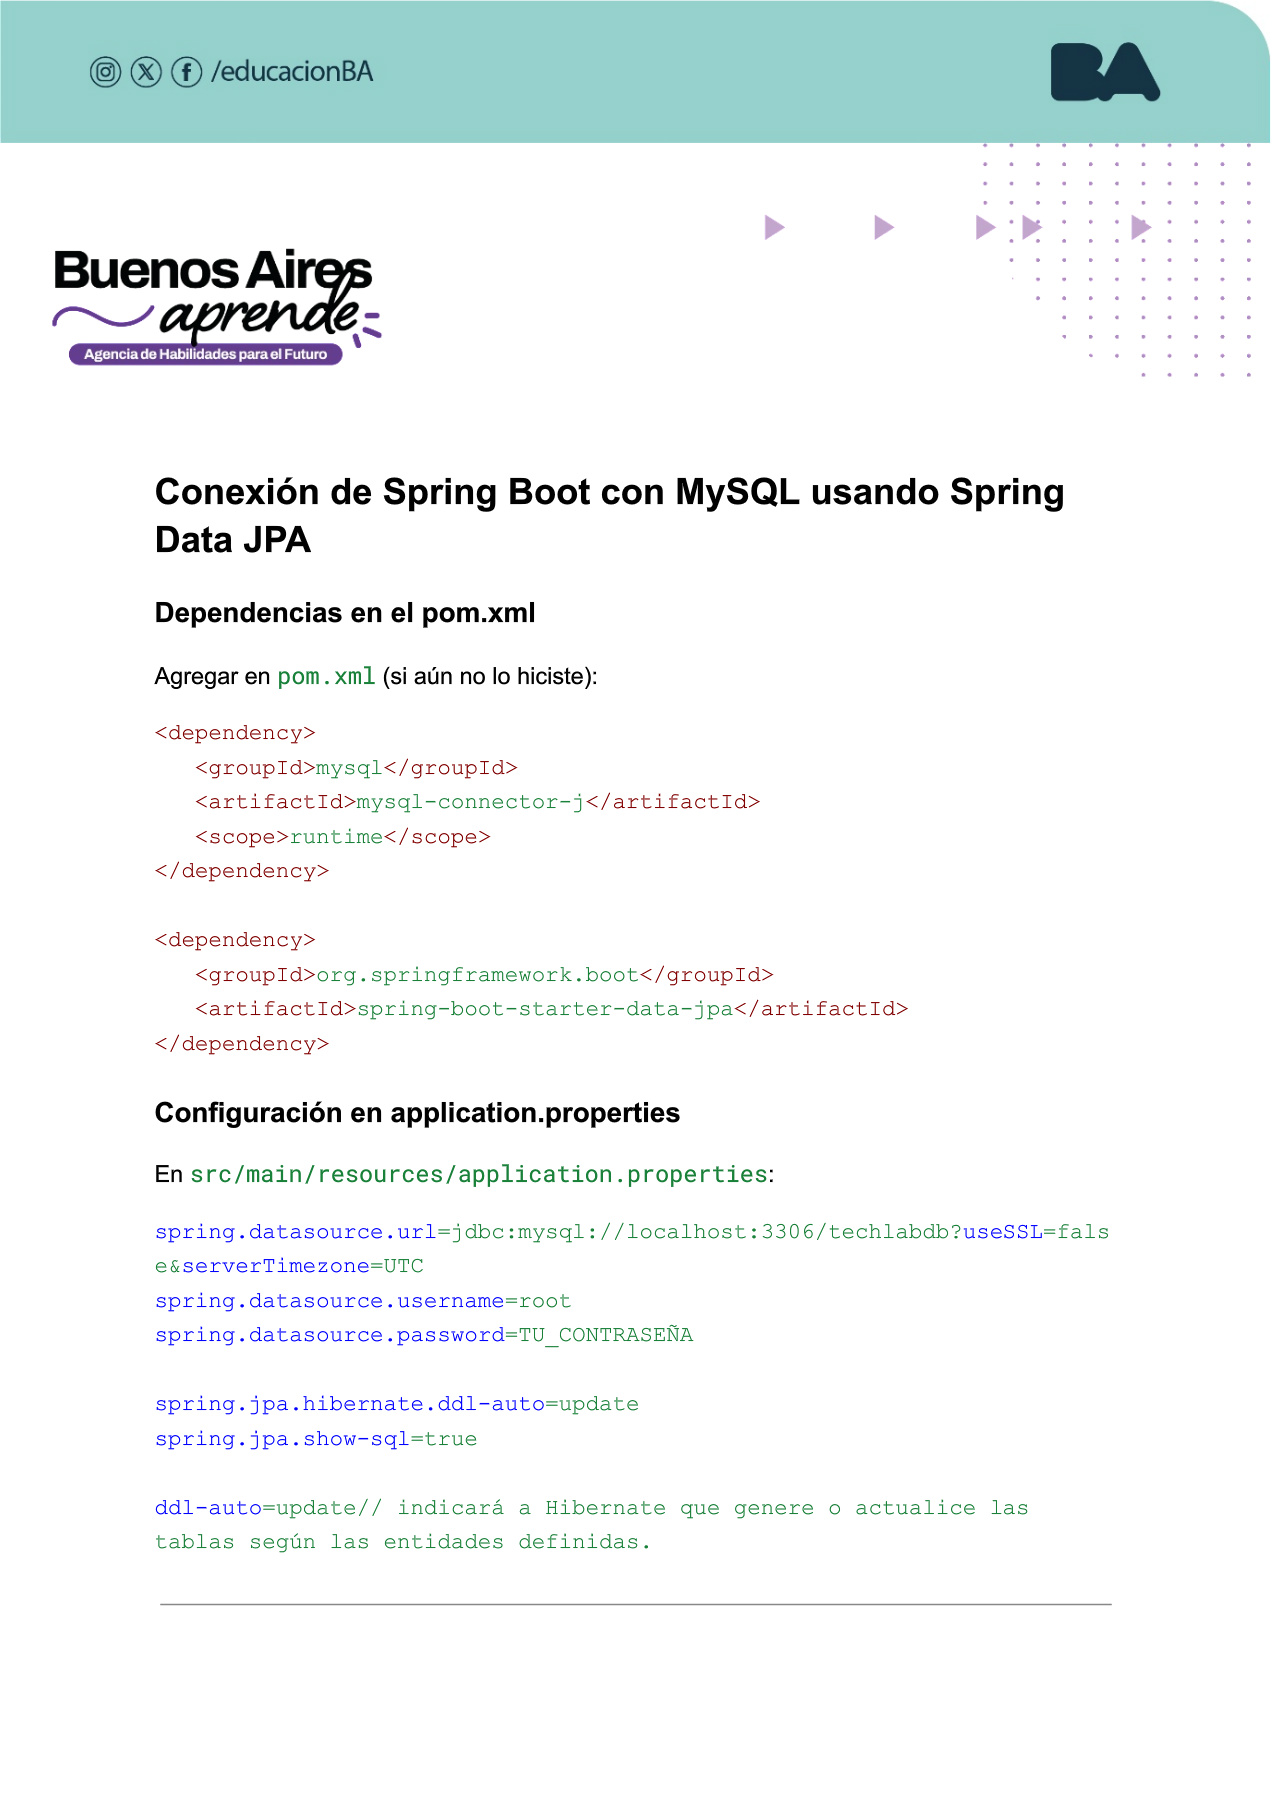 /educacionBA
BA
Buenos Aires
aprende
Agencia de Habilidades para el Futuro
Conexión de Spring Boot con MySQL usando Spring
Data JPA
Dependencias en el pom.xml
Agregar en pom.xml (si aún no lo hiciste):
<dependency>
   <groupId>mysql</groupId>
   <artifactId>mysql-connector-j</artifactId>
   <scope>runtime</scope>
</dependency>
<dependency>
   <groupId>org.springframework.boot</groupId>
   <artifactId>spring-boot-starter-data-jpa</artifactId>
</dependency>
Configuración en application.properties
En src/main/resources/application.properties:
spring.datasource.url=jdbc:mysql://localhost:3306/techlabdb?useSSL=fals
e&serverTimezone=UTC
spring.datasource.username=root
spring.datasource.password=TU_CONTRASEÑA
spring.jpa.hibernate.ddl-auto=update
spring.jpa.show-sql=true
ddl-auto=update// indicará a Hibernate que genere o actualice las
tablas según las entidades definidas.